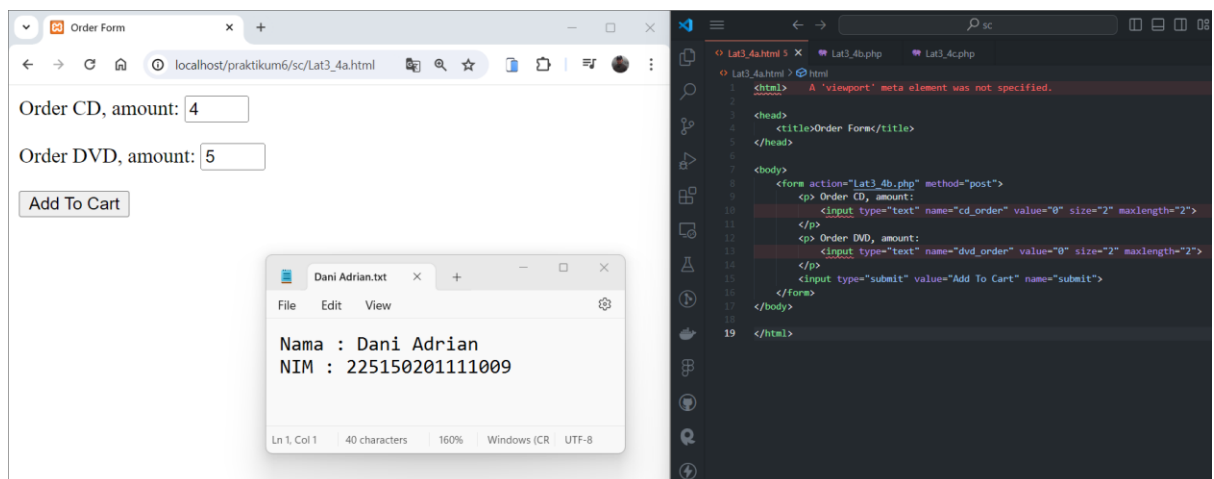 Order Form
localhost/praktikum6/sc/Lat3_4a.html
Order CD, amount: 4
Order DVD, amount: 5
Add To Cart
Dani Adrian.txt
File Edit View
Nama : Dani Adrian
NIM : 225150201111009
Ln 1, Col 1 40 characters 160% Windows (CR UTF-8
sc
Lat3_4a.html 5 Lat3_4b.php Lat3_4c.php
Lat3_4a.html > html
1 <html> A 'viewport' meta element was not specified.
2
3 <head>
4 <title>Order Form</title>
5 </head>
6
7 <body>
8 <form action="Lat3_4b.php" method="post">
9 <p> Order CD, amount:
10 <input type="text" name="cd_order" value="0" size="2" maxlength="2">
11 </p>
12 <p> Order DVD, amount:
13 <input type="text" name="dvd_order" value="0" size="2" maxlength="2">
14 </p>
15 <input type="submit" value="Add To Cart" name="submit">
16 </form>
17 </body>
18
19 </html>